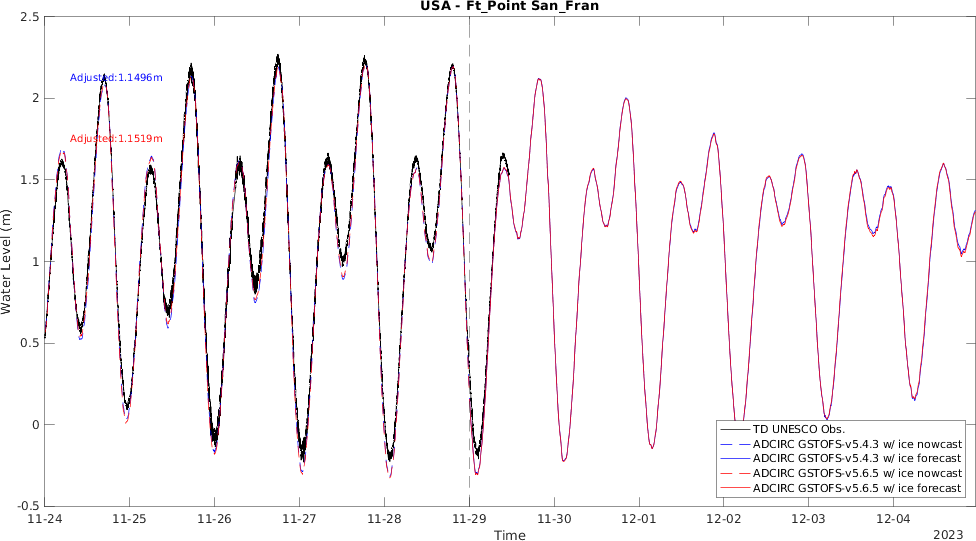 USA - Ft_Point San_Fran
2.5
2
1.5
1
0.5
0
-0.5
Water Level (m)
Adjusted:1.1496m
Adjusted:1.1519m
TD UNESCO Obs.
ADCIRC GSTOFS-v5.4.3 w/ ice nowcast
ADCIRC GSTOFS-v5.4.3 w/ ice forecast
ADCIRC GSTOFS-v5.6.5 w/ ice nowcast
ADCIRC GSTOFS-v5.6.5 w/ ice forecast
11-24 11-25 11-26 11-27 11-28 11-29 11-30 12-01 12-02 12-03 12-04
Time
2023